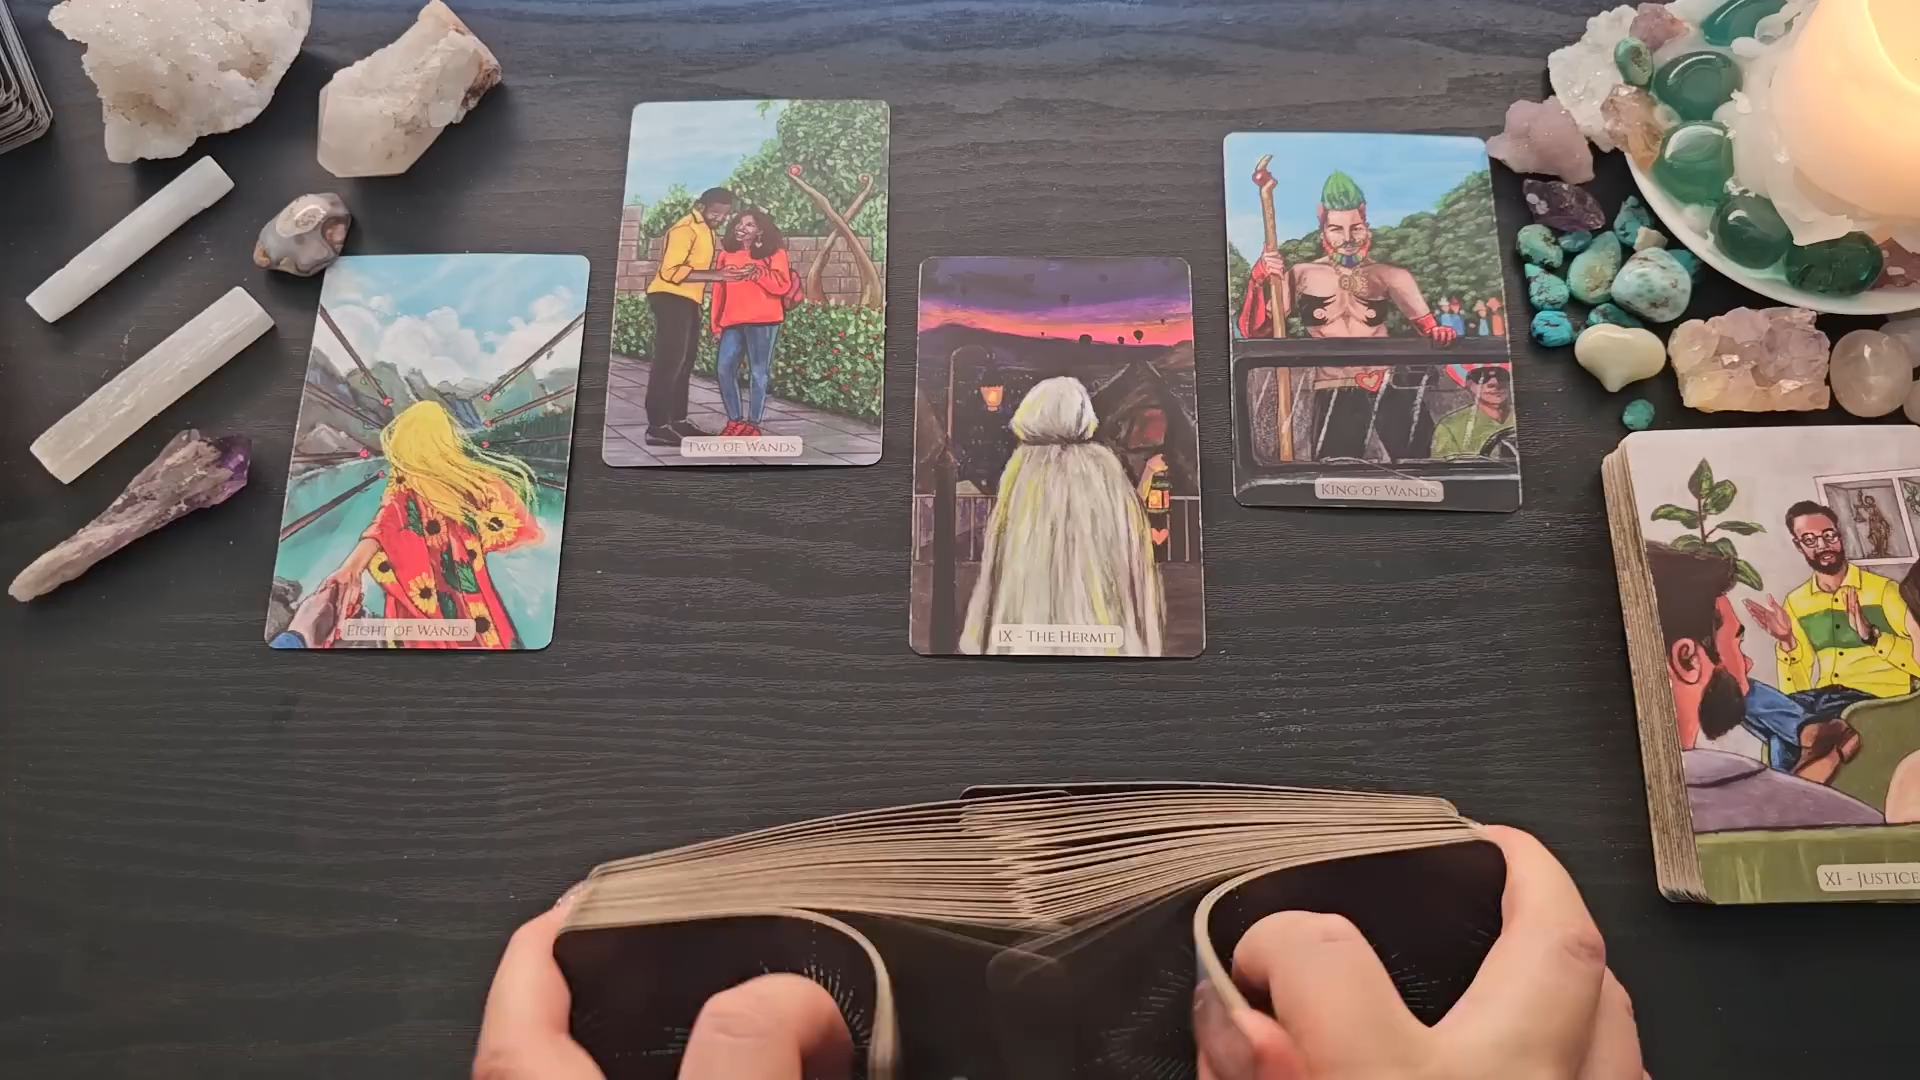 Eight of Wands
Two of Wands
IX - The Hermit
King of Wands
XI - Justice